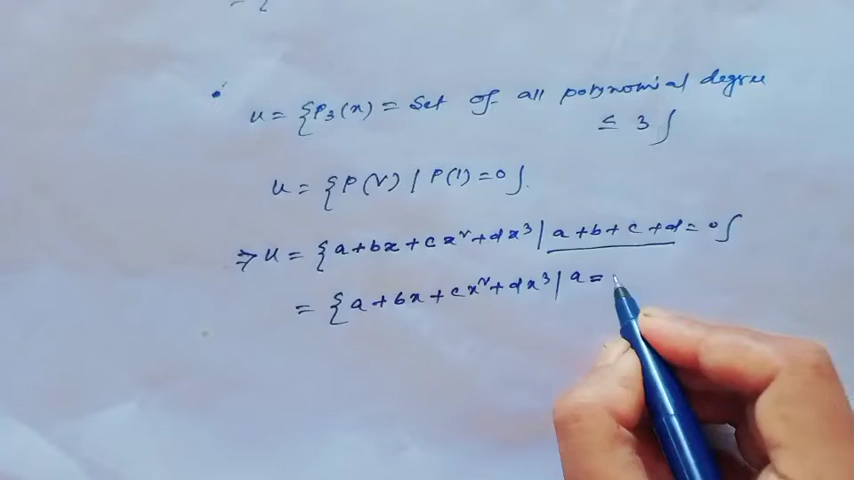 = {
u = {P₃(x) = Set of all polynomial degree
≤ 3}
u = {P(x) | P(1) = 0}.
⇒ u = {a + bx + cx² + dx³ | a + b + c + d = 0}
= {a + bx + cx² + dx³ | a =